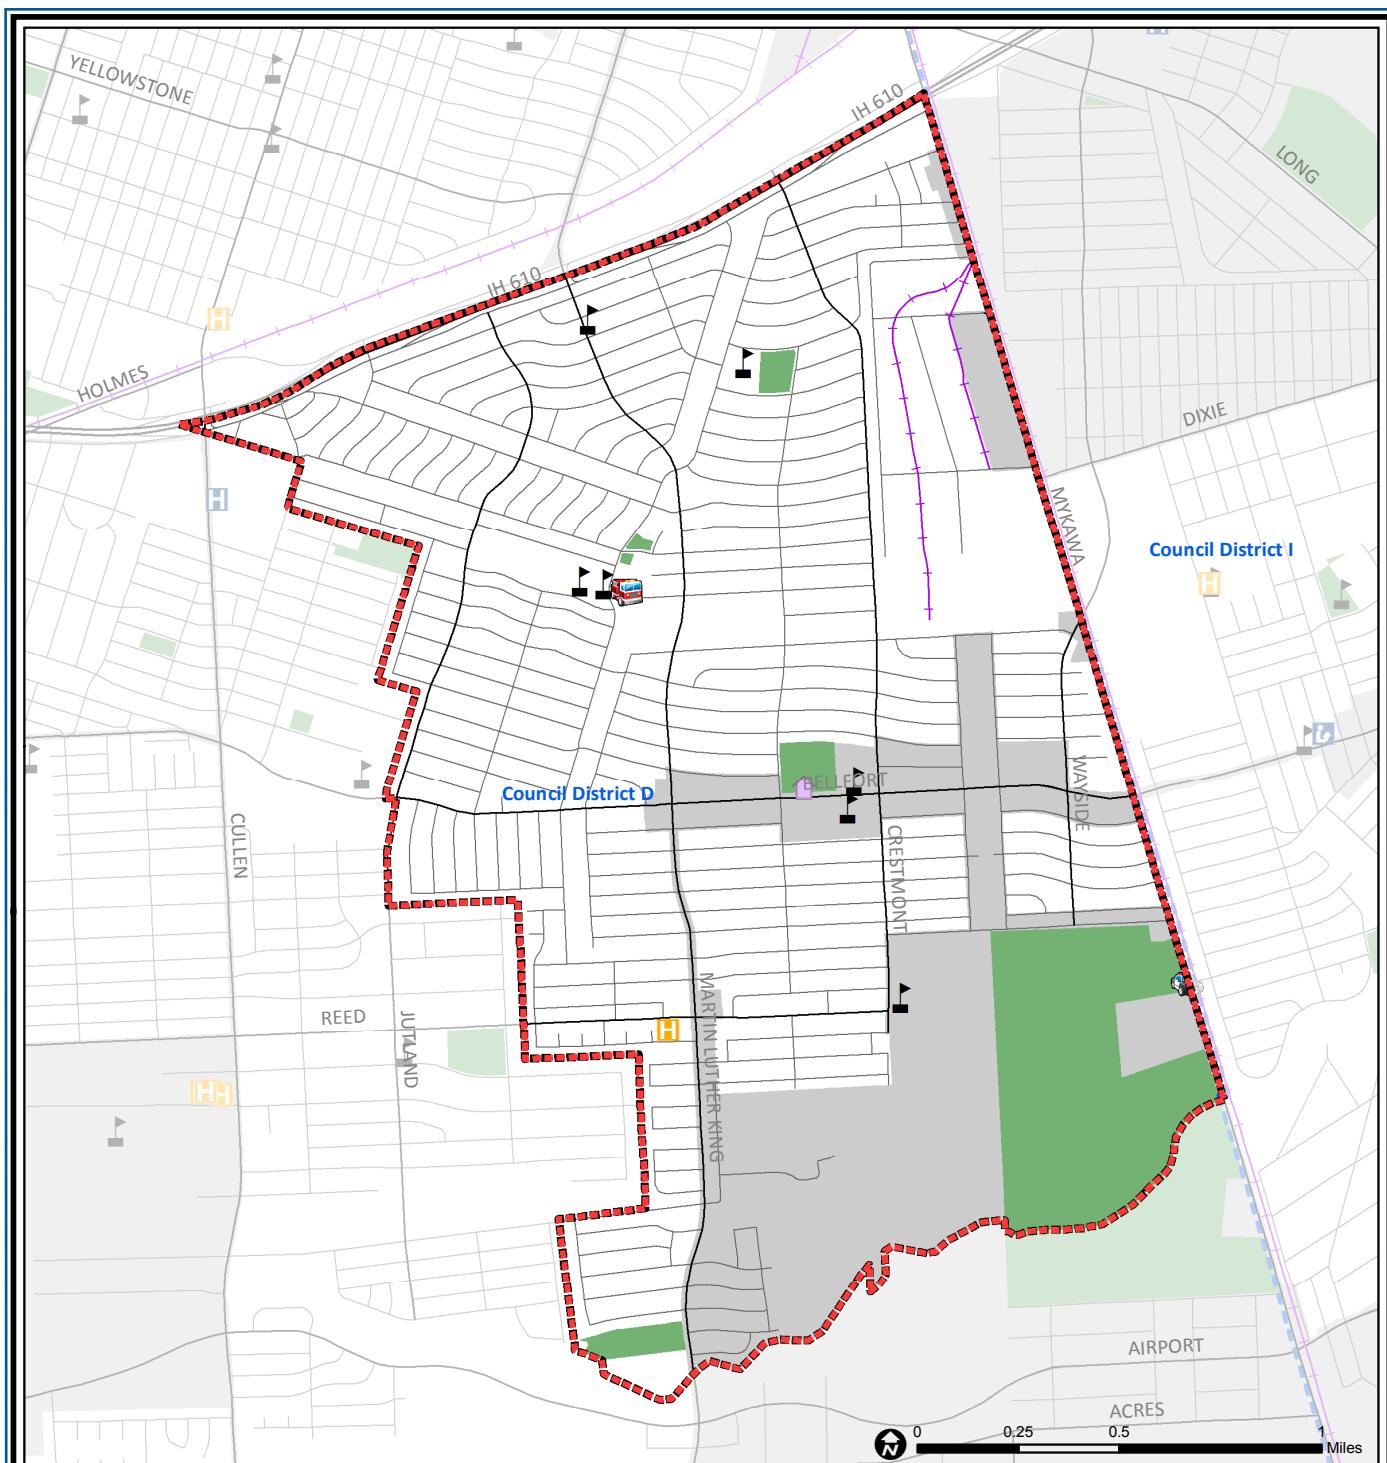 YELLOWSTONE
IH 610
LONG
IH 610
H
HOLMES
DIXIE
H
MYKAWA
Council District I
H
BELLFORT
Council District D
WAYSIDE
CULLEN
CRESTMONT
MARTIN LUTHER KING
REED
JUTLAND
H
H
H
AIRPORT
ACRES
N
0 0.25 0.5 1
Miles